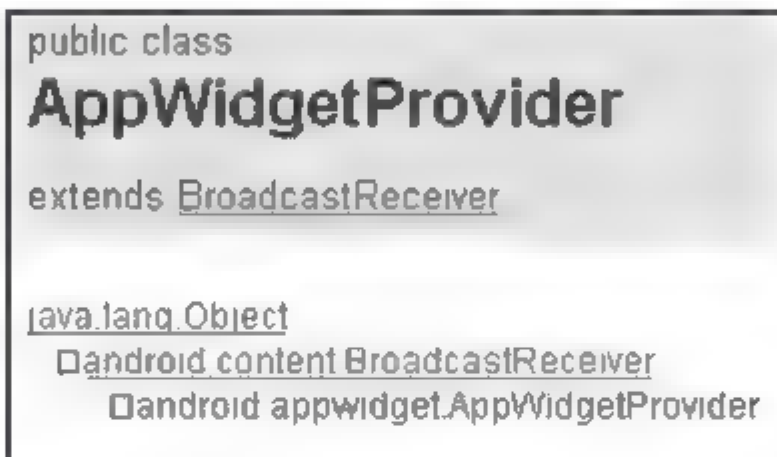 public class
AppWidgetProvider
extends BroadcastReceiver
java.lang.Object
android.content.BroadcastReceiver
android.appwidget.AppWidgetProvider